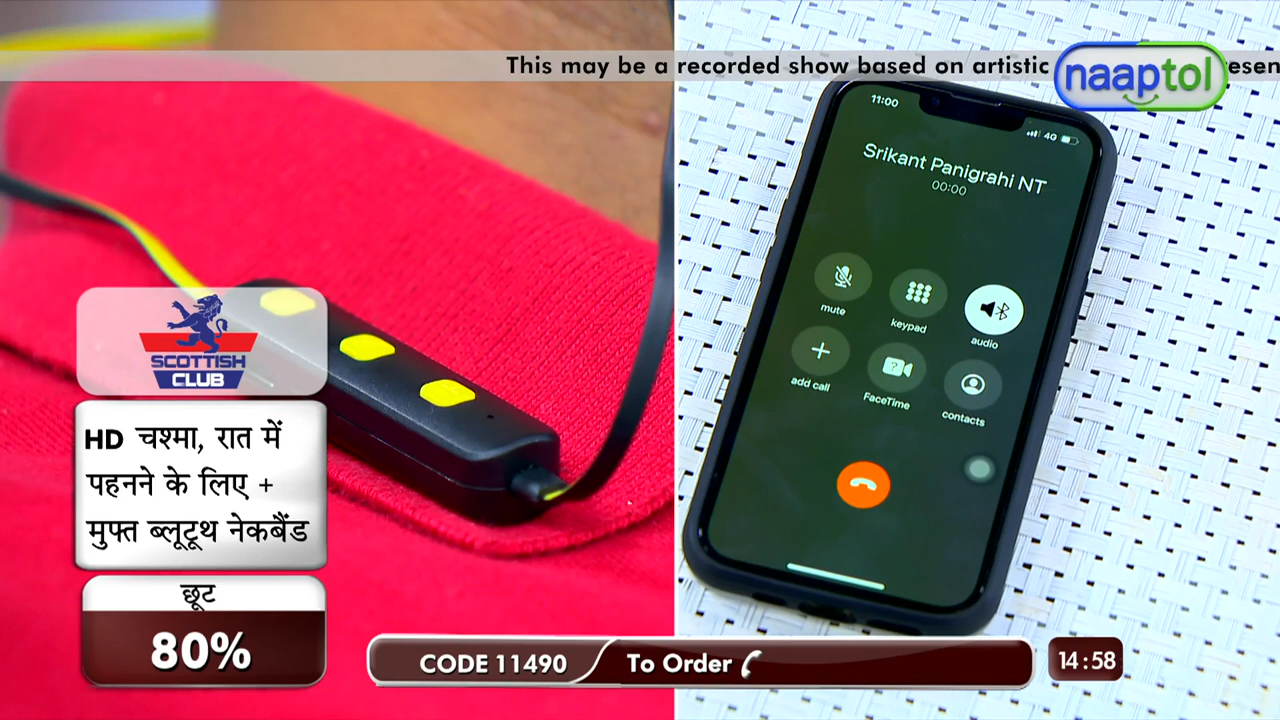 This may be a recorded show based on artistic
naaptol
esen
11:00
4G
Srikant Panigrahi NT
00:00
mute
keypad
audio
add call
FaceTime
contacts
SCOTTISH
CLUB
HD चश्मा, रात में
पहनने के लिए +
मुफ्त ब्लूटूथ नेकबैंड
छूट
80%
CODE 11490
To Order
14:58